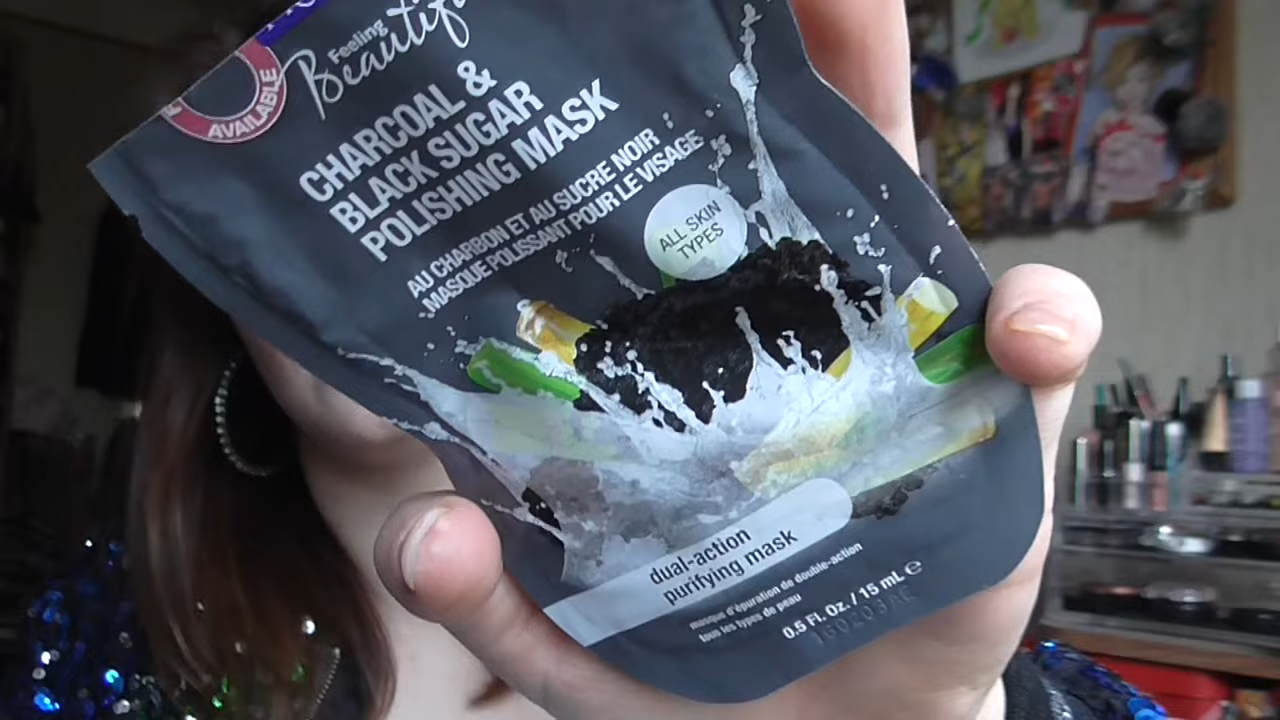 AVAILABLE
Feeling
Beautiful
CHARCOAL &
BLACK SUGAR
POLISHING MASK
AU CHARBON ET AU SUCRE NOIR
MASQUE POLISSANT POUR LE VISAGE
ALL SKIN
TYPES
dual-action
purifying mask
masque d'épuration de double-action
tous les types de peau
0.5 Fl. Oz. / 15 mL ℮